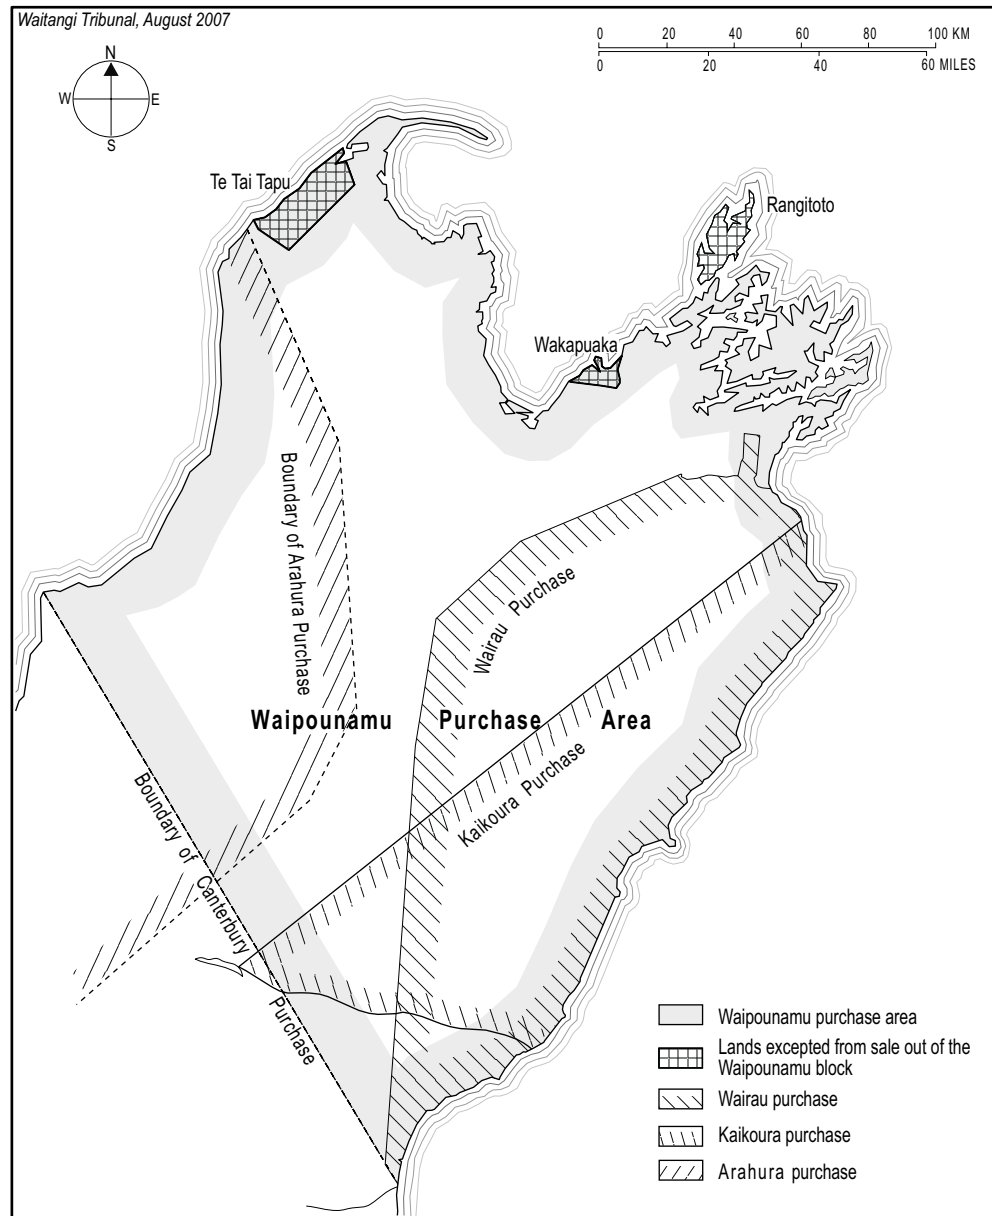 Waitangi Tribunal, August 2007
0 20 40 60 80 100 KM
0 20 40 60 MILES
N
W E
S
Te Tai Tapu
Rangitoto
Wakapuaka
Boundary of Arahura Purchase
Wairau Purchase
Waipounamu Purchase Area
Kaikoura Purchase
Boundary of Canterbury Purchase
Waipounamu purchase area
Lands excepted from sale out of the
Waipounamu block
Wairau purchase
Kaikoura purchase
Arahura purchase